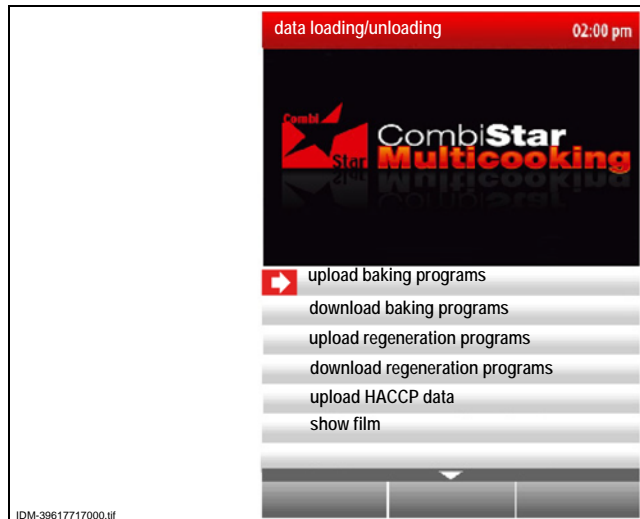 data loading/unloading 02:00 pm
Combi
Star
CombiStar
Multicooking
upload baking programs
download baking programs
upload regeneration programs
download regeneration programs
upload HACCP data
show film
IDM-39617717000.tif